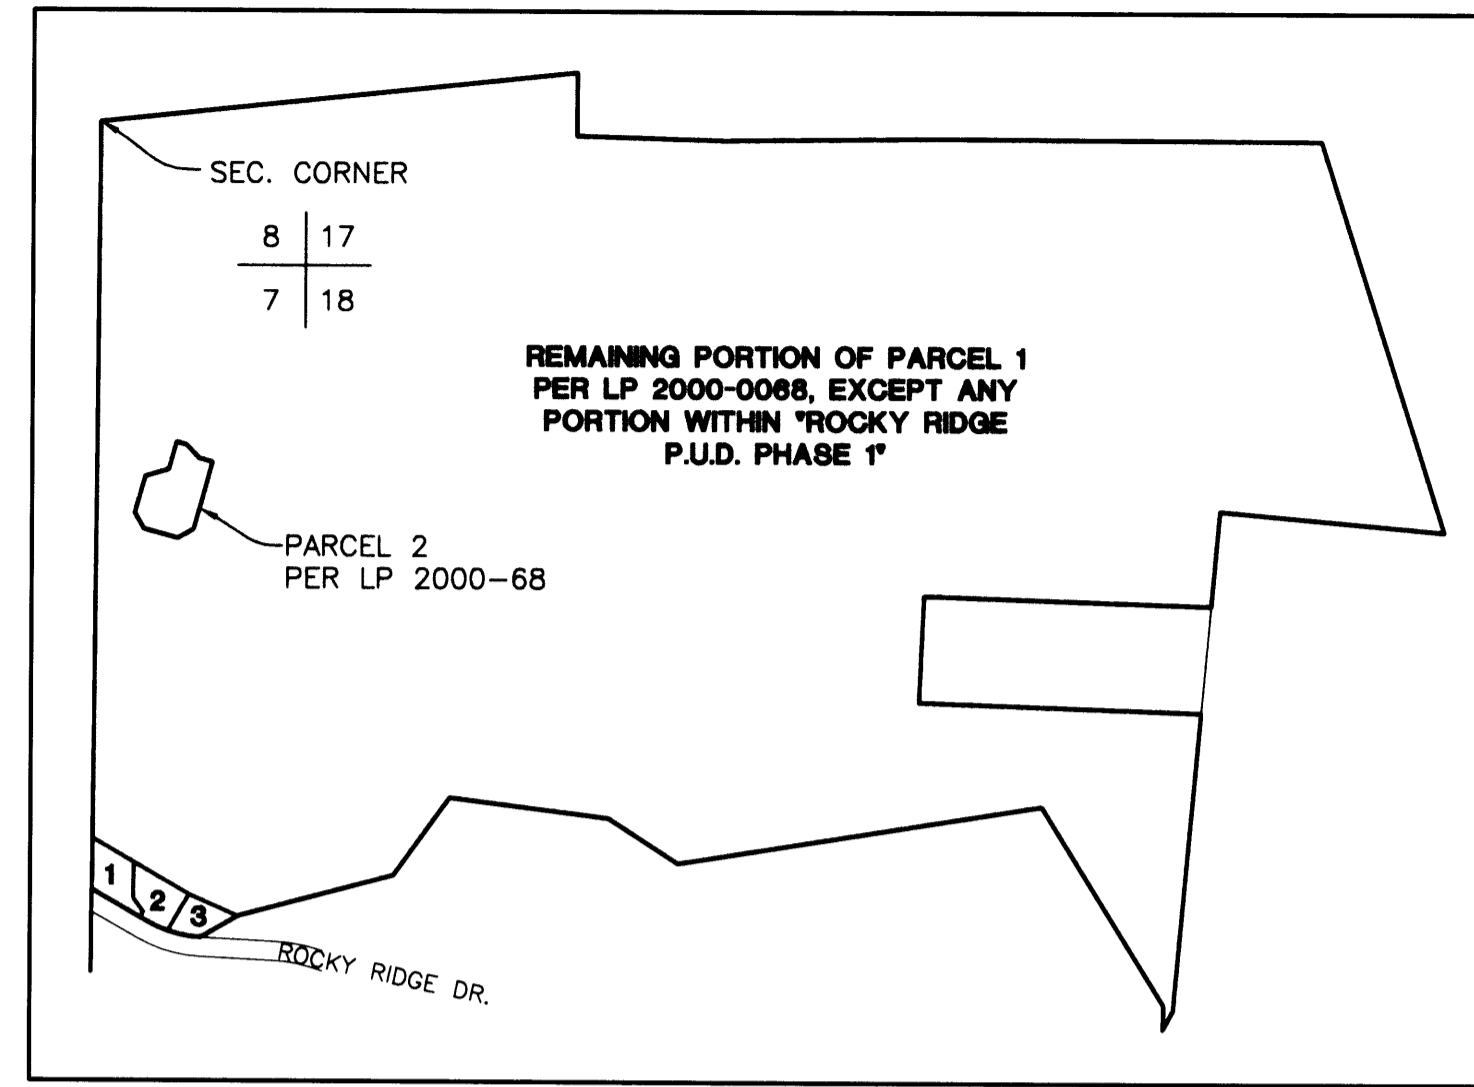 SEC. CORNER
8 17
7 18
REMAINING PORTION OF PARCEL 1
PER LP 2000-0068, EXCEPT ANY
PORTION WITHIN "ROCKY RIDGE
P.U.D. PHASE 1"
PARCEL 2
PER LP 2000-68
1
2
3
ROCKY RIDGE DR.